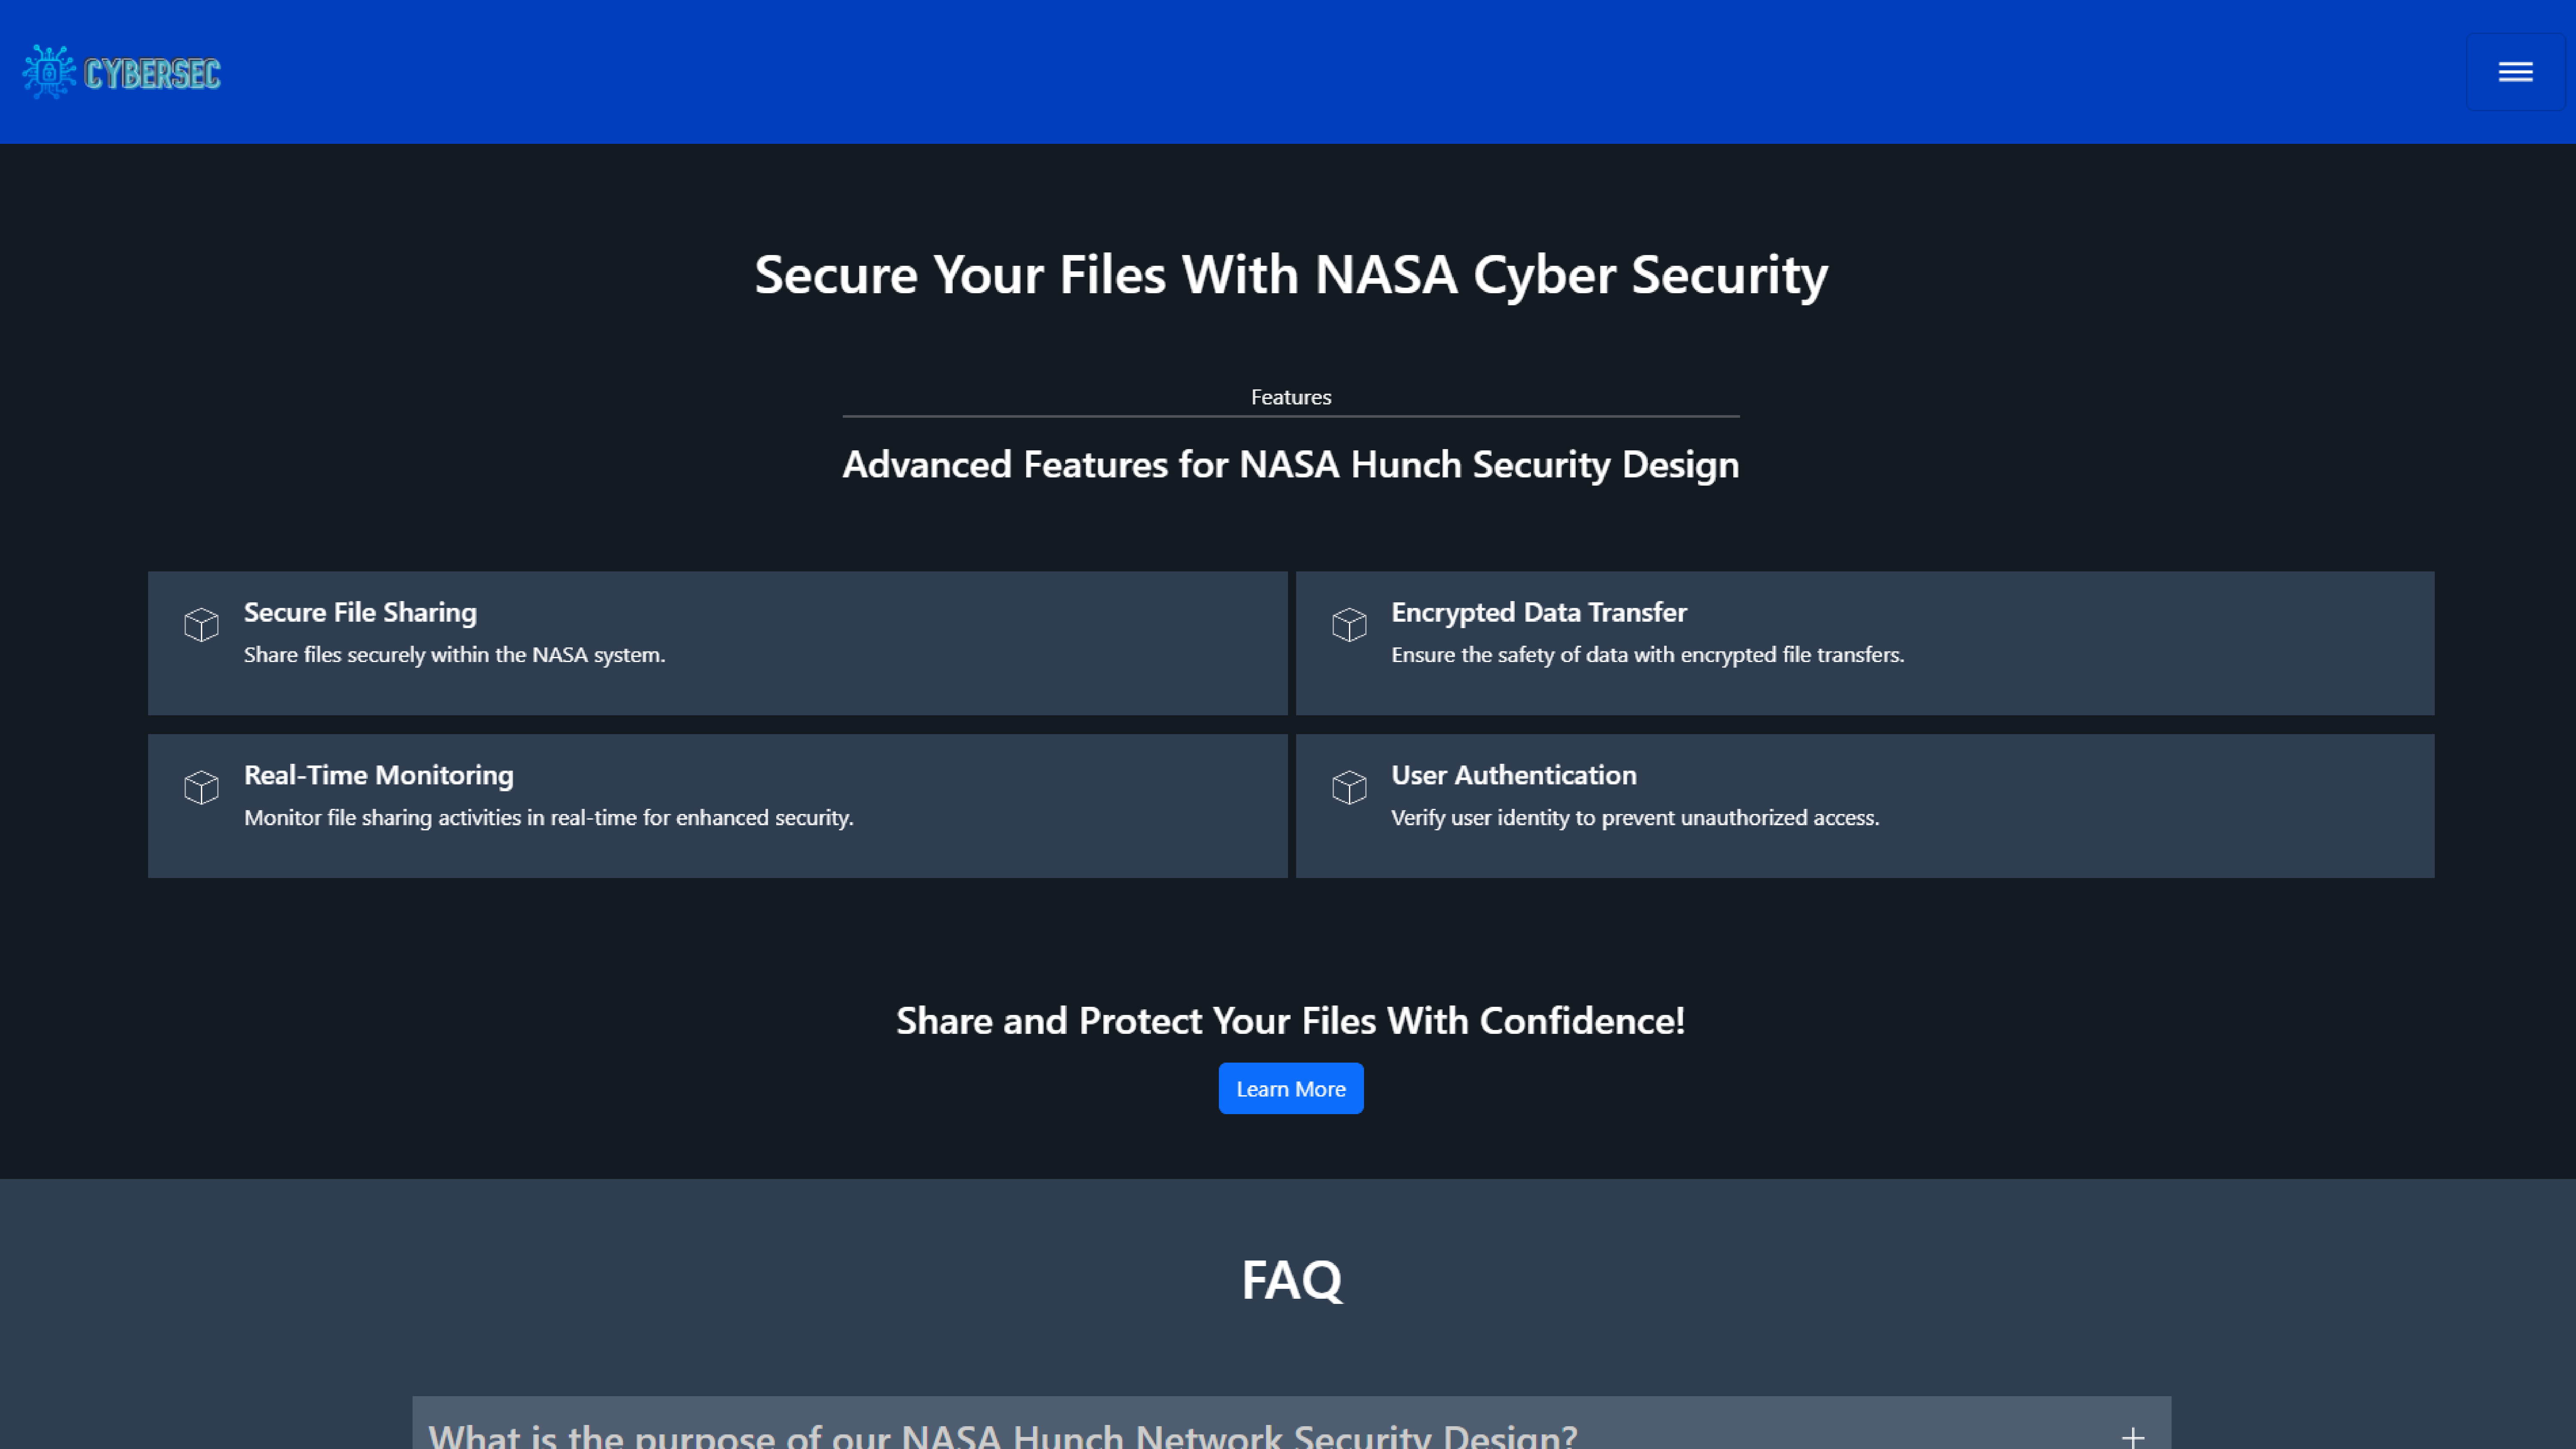 CYBERSEC
Secure Your Files With NASA Cyber Security
Features
Advanced Features for NASA Hunch Security Design
Secure File Sharing
Share files securely within the NASA system.
Encrypted Data Transfer
Ensure the safety of data with encrypted file transfers.
Real-Time Monitoring
Monitor file sharing activities in real-time for enhanced security.
User Authentication
Verify user identity to prevent unauthorized access.
Share and Protect Your Files With Confidence!
Learn More
FAQ
What is the purpose of our NASA Hunch Network Security Design?